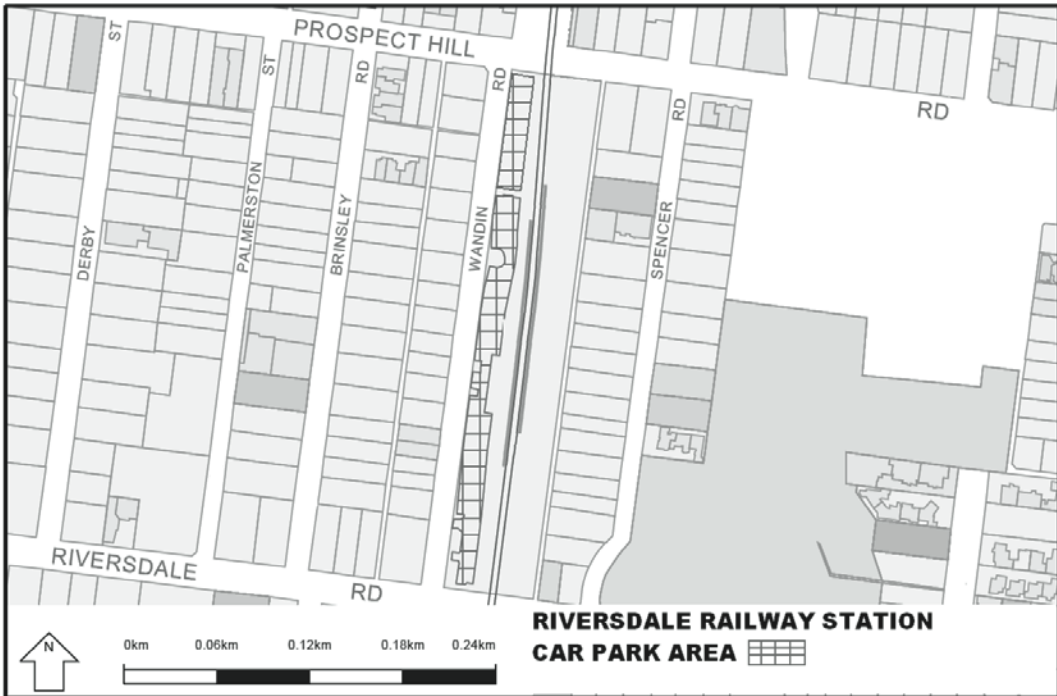 PROSPECT HILL
RD
ST
ST
RD
RD
RD
DERBY
PALMERSTON
BRINSLEY
WANDIN
SPENCER
RIVERSDALE
RD
N
0km 0.06km 0.12km 0.18km 0.24km
RIVERSDALE RAILWAY STATION
CAR PARK AREA